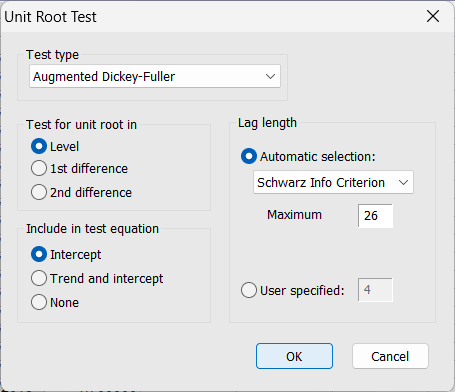 Unit Root Test
Test type
Augmented Dickey-Fuller
Test for unit root in
Level
1st difference
2nd difference
Include in test equation
Intercept
Trend and intercept
None
Lag length
Automatic selection:
Schwarz Info Criterion
Maximum 26
User specified: 4
OK Cancel